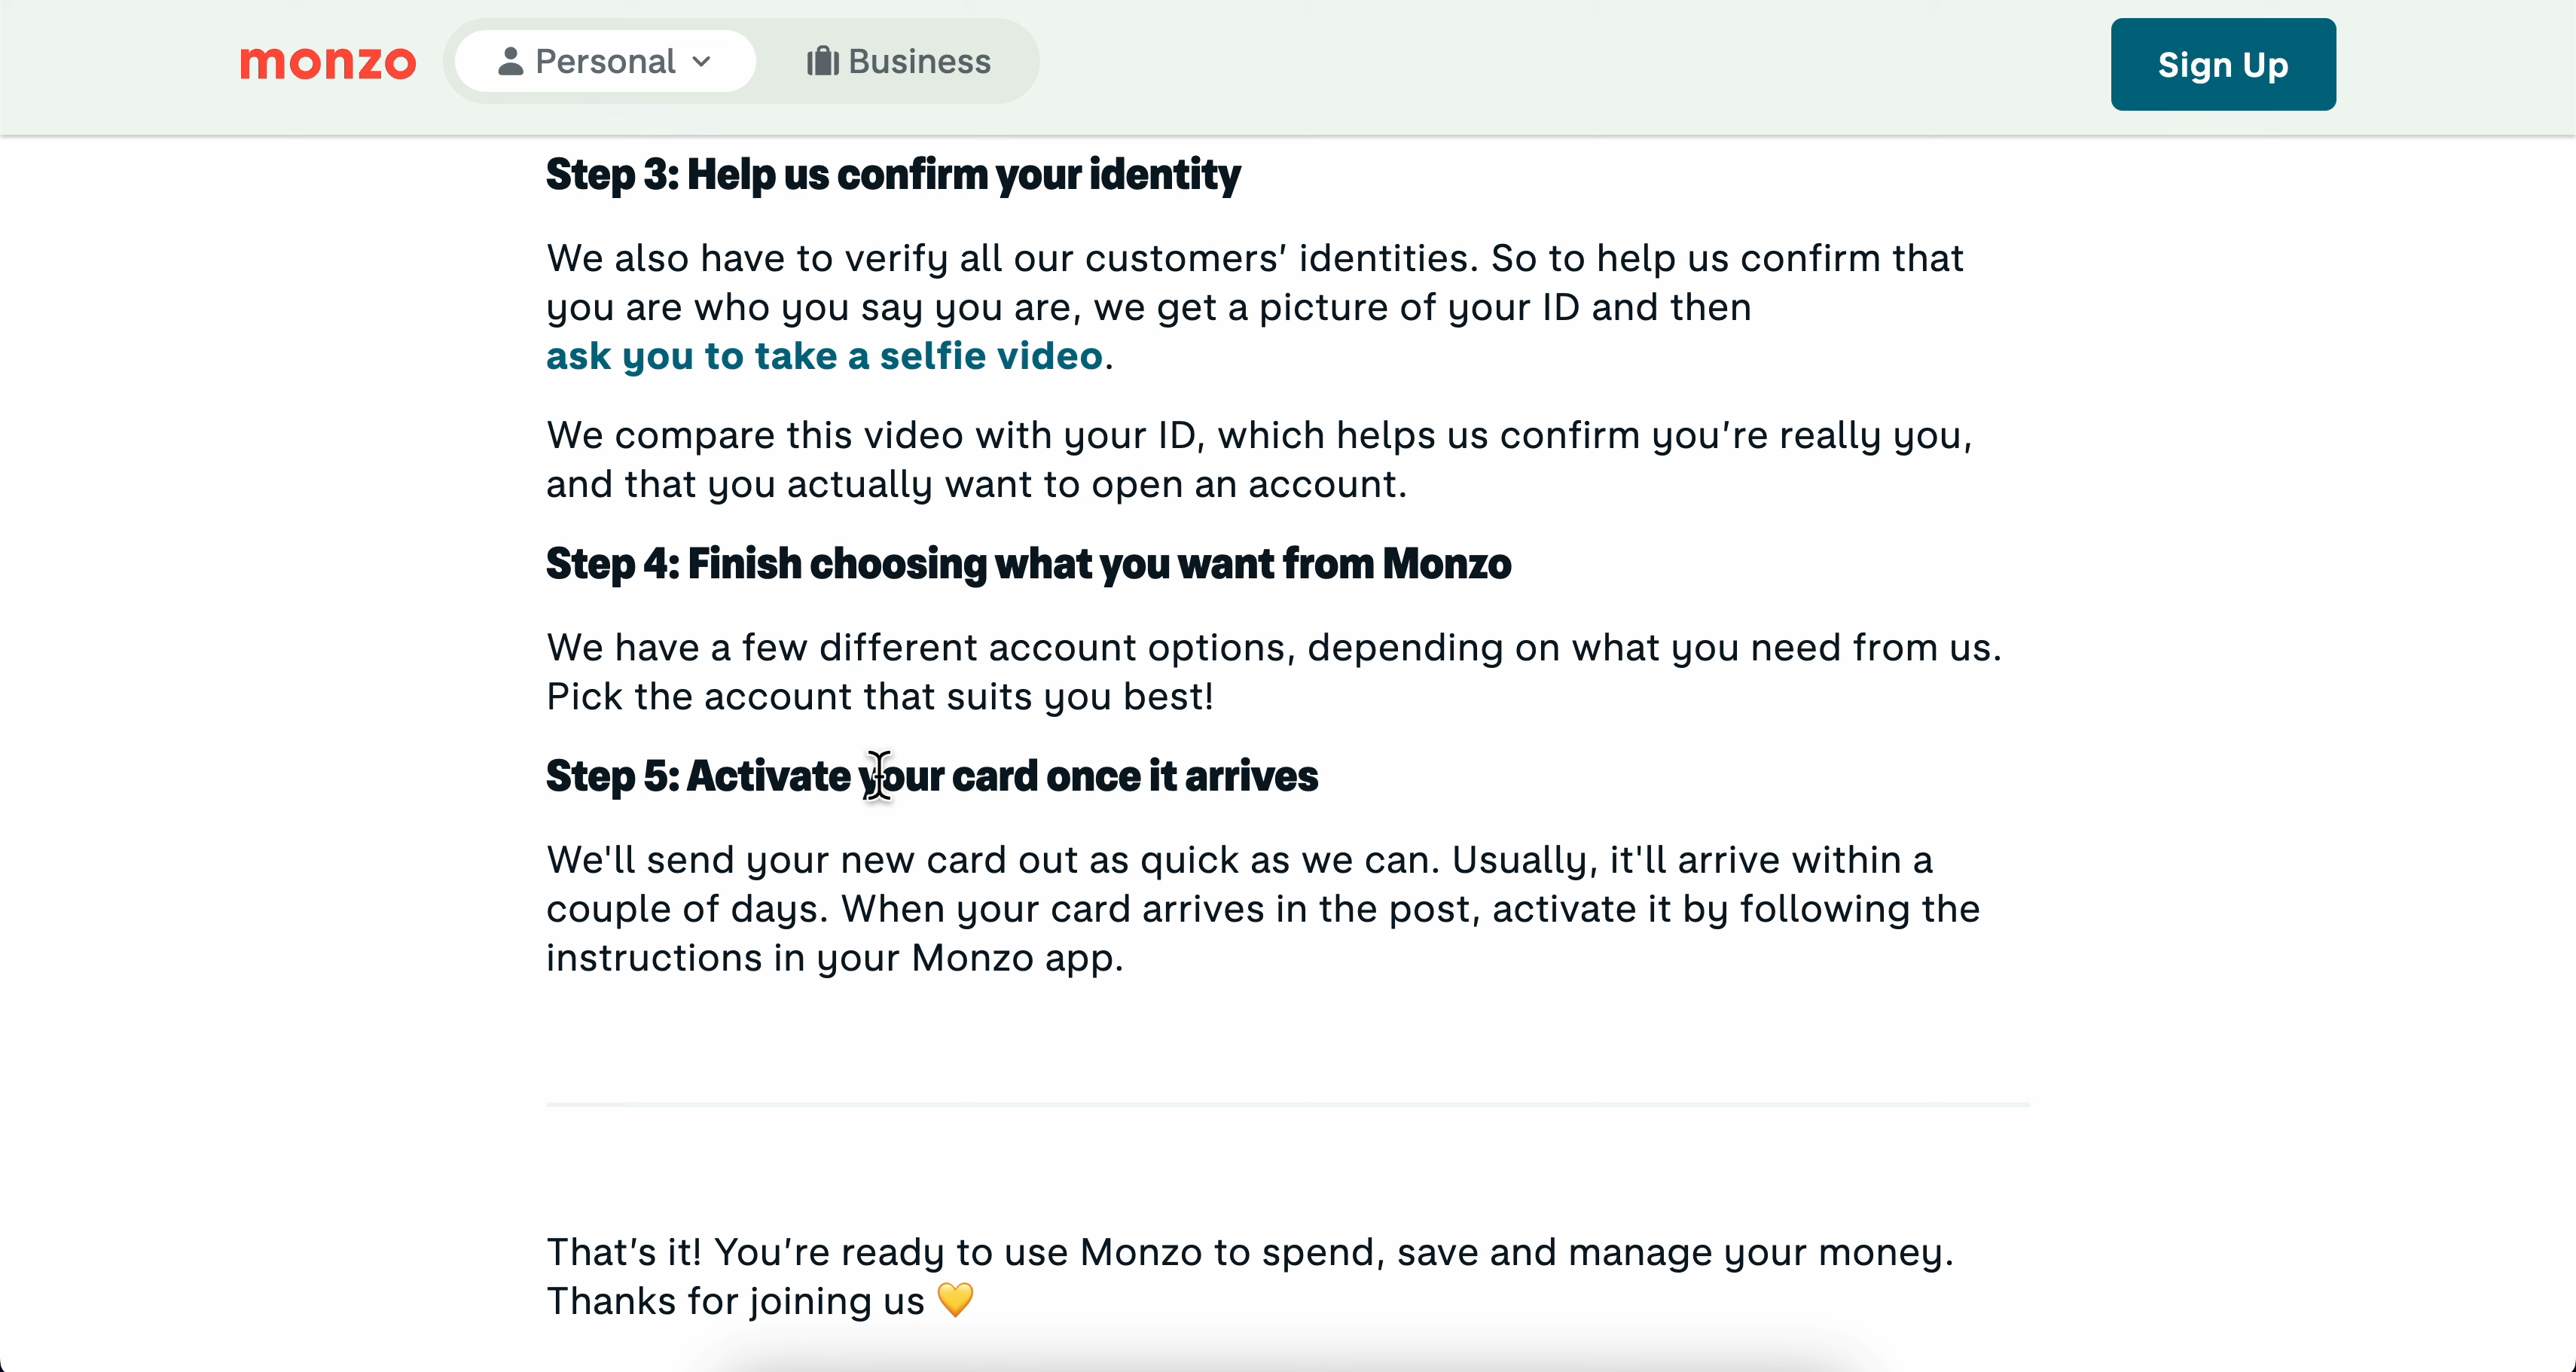 monzo
Personal
Business
Sign Up
Step 3: Help us confirm your identity
We also have to verify all our customers’ identities. So to help us confirm that
you are who you say you are, we get a picture of your ID and then
ask you to take a selfie video.
We compare this video with your ID, which helps us confirm you’re really you,
and that you actually want to open an account.
Step 4: Finish choosing what you want from Monzo
We have a few different account options, depending on what you need from us.
Pick the account that suits you best!
Step 5: Activate your card once it arrives
We'll send your new card out as quick as we can. Usually, it'll arrive within a
couple of days. When your card arrives in the post, activate it by following the
instructions in your Monzo app.
That’s it! You’re ready to use Monzo to spend, save and manage your money.
Thanks for joining us 💛